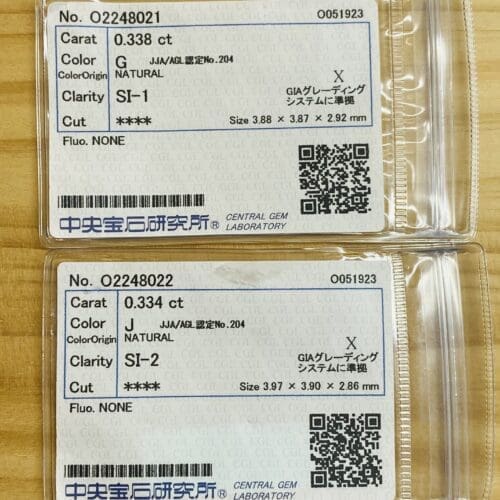 No. O2248021 O051923
Carat 0.338 ct
Color G JJA/AGL認定No.204
ColorOrigin NATURAL X
Clarity SI-1 GIAグレーディング
システムに準拠
Cut **** Size 3.88 × 3.87 × 2.92 mm
Fluo. NONE
中央宝石研究所® CENTRAL GEM
LABORATORY
No. O2248022 O051923
Carat 0.334 ct
Color J JJA/AGL認定No.204
ColorOrigin NATURAL X
Clarity SI-2 GIAグレーディング
システムに準拠
Cut **** Size 3.97 × 3.90 × 2.86 mm
Fluo. NONE
中央宝石研究所® CENTRAL GEM
LABORATORY